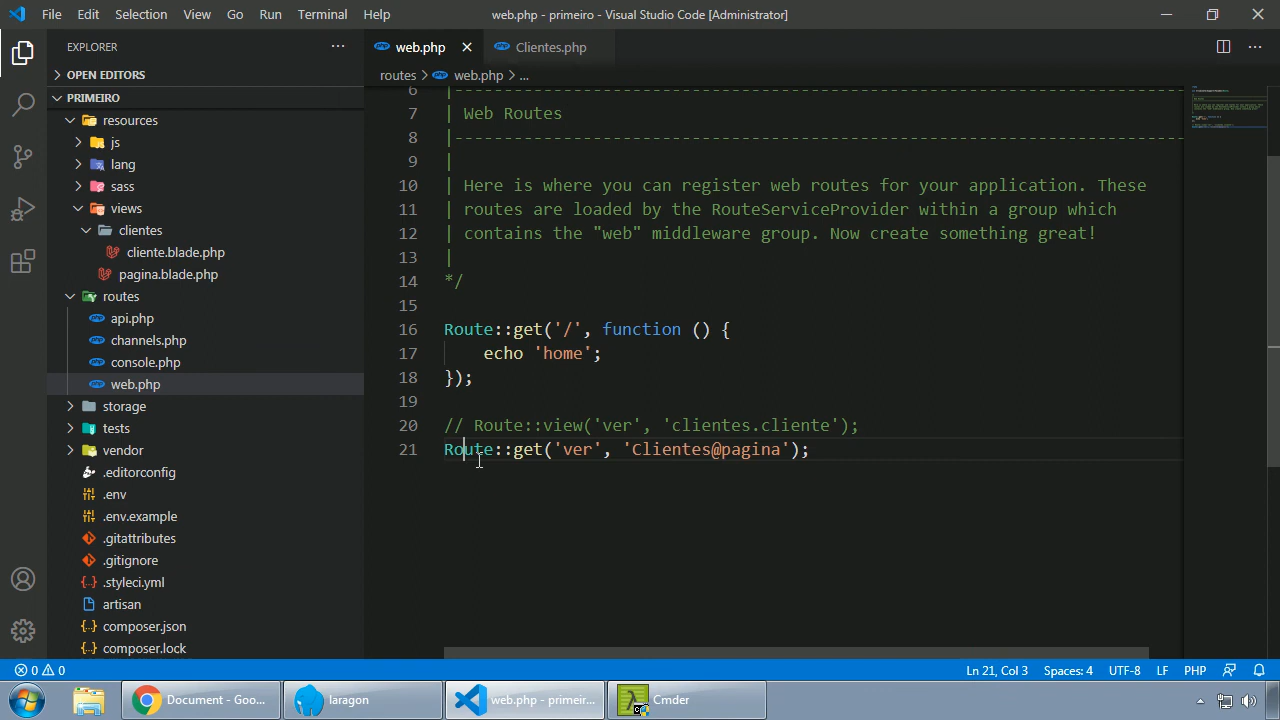 File Edit Selection View Go Run Terminal Help web.php - primeiro - Visual Studio Code [Administrator]
EXPLORER
OPEN EDITORS
PRIMEIRO
resources
js
lang
sass
views
clientes
cliente.blade.php
pagina.blade.php
routes
api.php
channels.php
console.php
web.php
storage
tests
vendor
.editorconfig
.env
.env.example
.gitattributes
.gitignore
.styleci.yml
artisan
composer.json
composer.lock
web.php Clientes.php
routes > web.php > ...
6 |--------------------------------------------------------------------------
7 | Web Routes
8 |--------------------------------------------------------------------------
9 |
10 | Here is where you can register web routes for your application. These
11 | routes are loaded by the RouteServiceProvider within a group which
12 | contains the "web" middleware group. Now create something great!
13 |
14 */
15
16 Route::get('/', function () {
17 echo 'home';
18 });
19
20 // Route::view('ver', 'clientes.cliente');
21 Route::get('ver', 'Clientes@pagina');
0 0 Ln 21, Col 3 Spaces: 4 UTF-8 LF PHP
Document - Goo... laragon web.php - primeir... Cmder